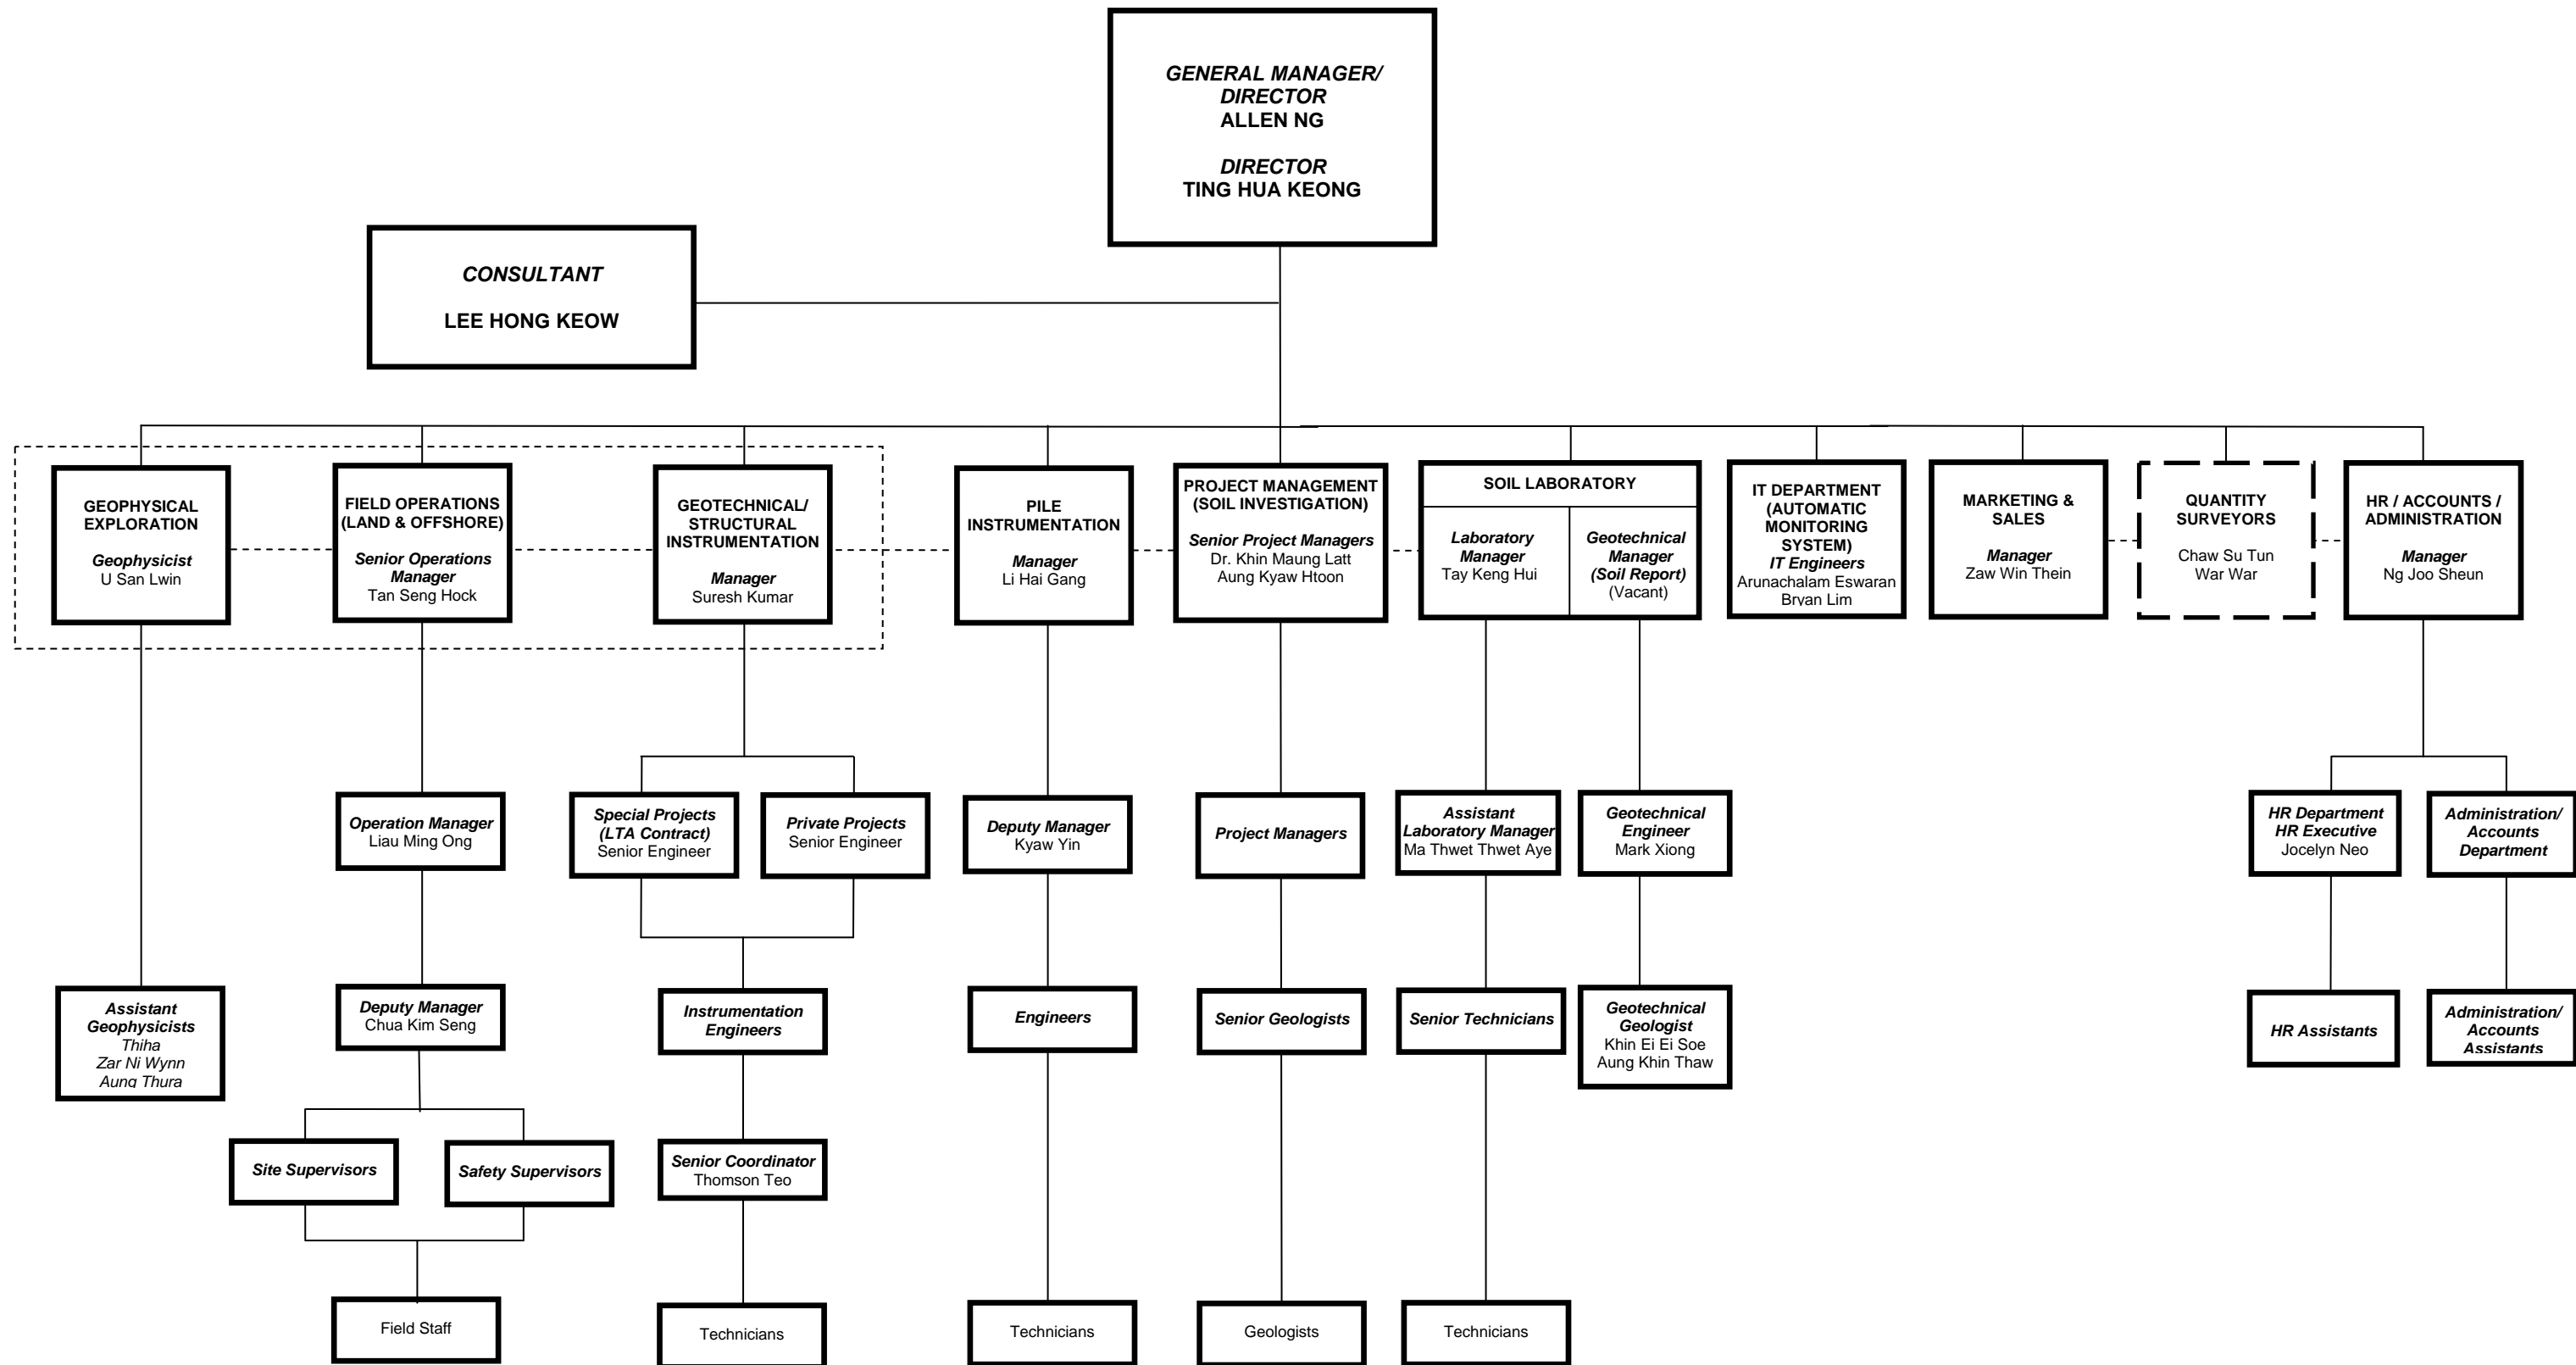 GENERAL MANAGER/
DIRECTOR
ALLEN NG
DIRECTOR
TING HUA KEONG
CONSULTANT
LEE HONG KEOW
GEOPHYSICAL
EXPLORATION
Geophysicist
U San Lwin
FIELD OPERATIONS
(LAND & OFFSHORE)
Senior Operations
Manager
Tan Seng Hock
GEOTECHNICAL/
STRUCTURAL
INSTRUMENTATION
Manager
Suresh Kumar
PILE
INSTRUMENTATION
Manager
Li Hai Gang
PROJECT MANAGEMENT
(SOIL INVESTIGATION)
Senior Project Managers
Dr. Khin Maung Latt
Aung Kyaw Htoon
SOIL LABORATORY
Laboratory
Manager
Tay Keng Hui
Geotechnical
Manager
(Soil Report)
(Vacant)
IT DEPARTMENT
(AUTOMATIC
MONITORING
SYSTEM)
IT Engineers
Arunachalam Eswaran
Bryan Lim
MARKETING &
SALES
Manager
Zaw Win Thein
QUANTITY
SURVEYORS
Chaw Su Tun
War War
HR / ACCOUNTS /
ADMINISTRATION
Manager
Ng Joo Sheun
Operation Manager
Liau Ming Ong
Special Projects
(LTA Contract)
Senior Engineer
Private Projects
Senior Engineer
Deputy Manager
Kyaw Yin
Project Managers
Assistant
Laboratory Manager
Ma Thwet Thwet Aye
Geotechnical
Engineer
Mark Xiong
HR Department
HR Executive
Jocelyn Neo
Administration/
Accounts
Department
Assistant
Geophysicists
Thiha
Zar Ni Wynn
Aung Thura
Deputy Manager
Chua Kim Seng
Instrumentation
Engineers
Engineers
Senior Geologists
Senior Technicians
Geotechnical
Geologist
Khin Ei Ei Soe
Aung Khin Thaw
HR Assistants
Administration/
Accounts
Assistants
Site Supervisors
Safety Supervisors
Senior Coordinator
Thomson Teo
Field Staff
Technicians
Technicians
Geologists
Technicians